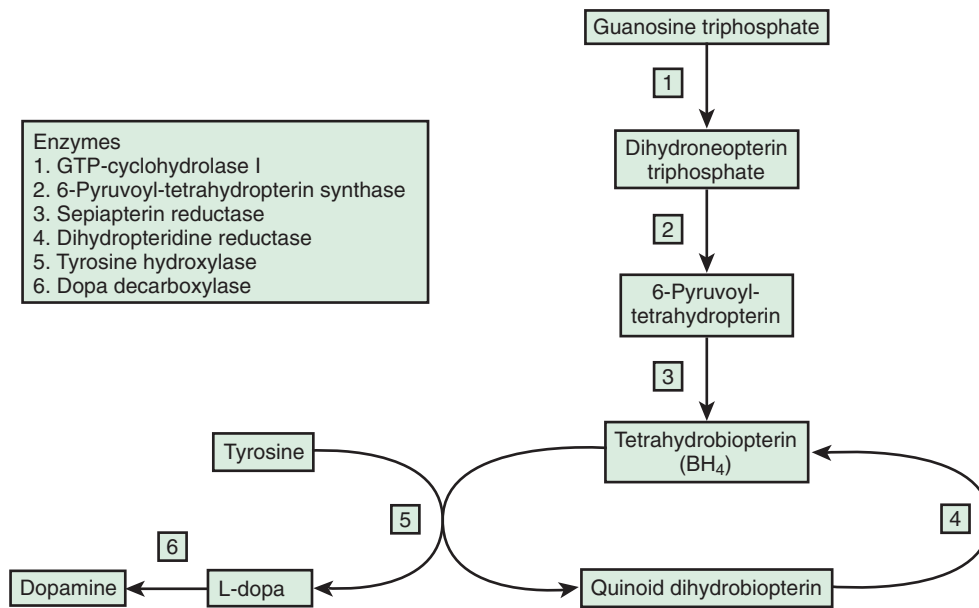 Guanosine triphosphate
1
Enzymes
1. GTP-cyclohydrolase I
2. 6-Pyruvoyl-tetrahydropterin synthase
3. Sepiapterin reductase
4. Dihydropteridine reductase
5. Tyrosine hydroxylase
6. Dopa decarboxylase
Dihydroneopterin
triphosphate
2
6-Pyruvoyl-
tetrahydropterin
3
Tyrosine
Tetrahydrobiopterin
(BH₄)
5
4
6
Dopamine
L-dopa
Quinoid dihydrobiopterin